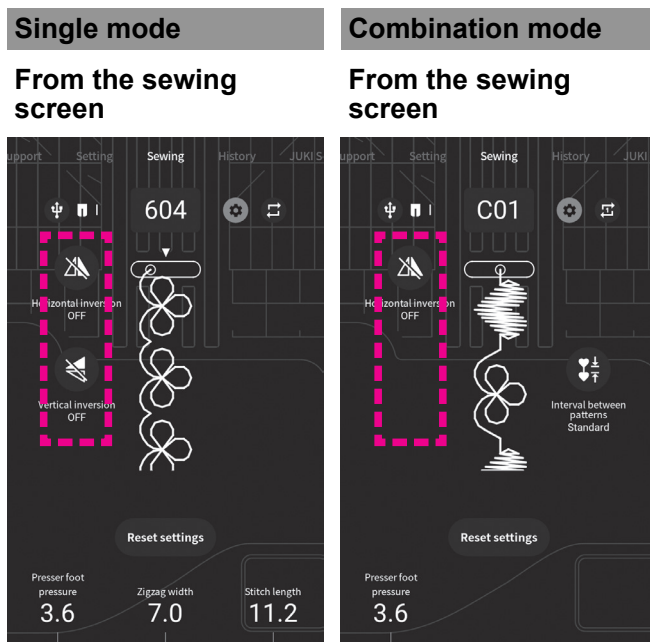 Single mode
From the sewing
screen
upport Setting Sewing History JUKI S
604
Horizontal inversion
OFF
Vertical inversion
OFF
Reset settings
Presser foot
pressure
3.6
Zigzag width
7.0
Stitch length
11.2
Combination mode
From the sewing
screen
upport Setting Sewing History JUKI
C01
Horizontal inversion
OFF
Interval between
patterns
Standard
Reset settings
Presser foot
pressure
3.6